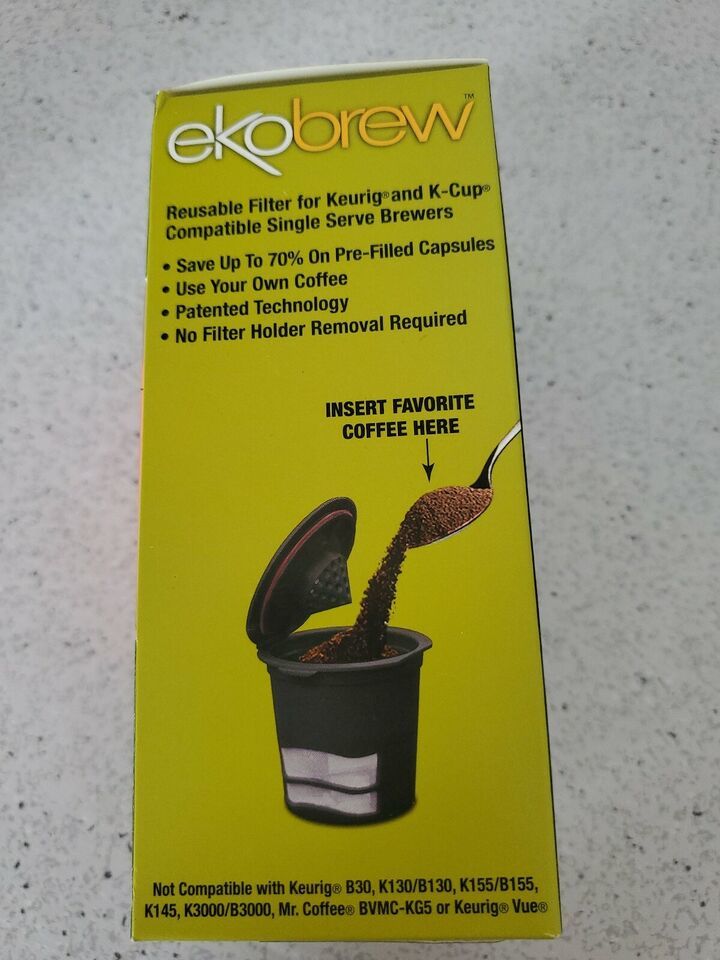 ekobrew™
Reusable Filter for Keurig® and K-Cup®
Compatible Single Serve Brewers
• Save Up To 70% On Pre-Filled Capsules
• Use Your Own Coffee
• Patented Technology
• No Filter Holder Removal Required
INSERT FAVORITE
COFFEE HERE
Not Compatible with Keurig® B30, K130/B130, K155/B155,
K145, K3000/B3000, Mr. Coffee® BVMC-KG5 or Keurig® Vue®